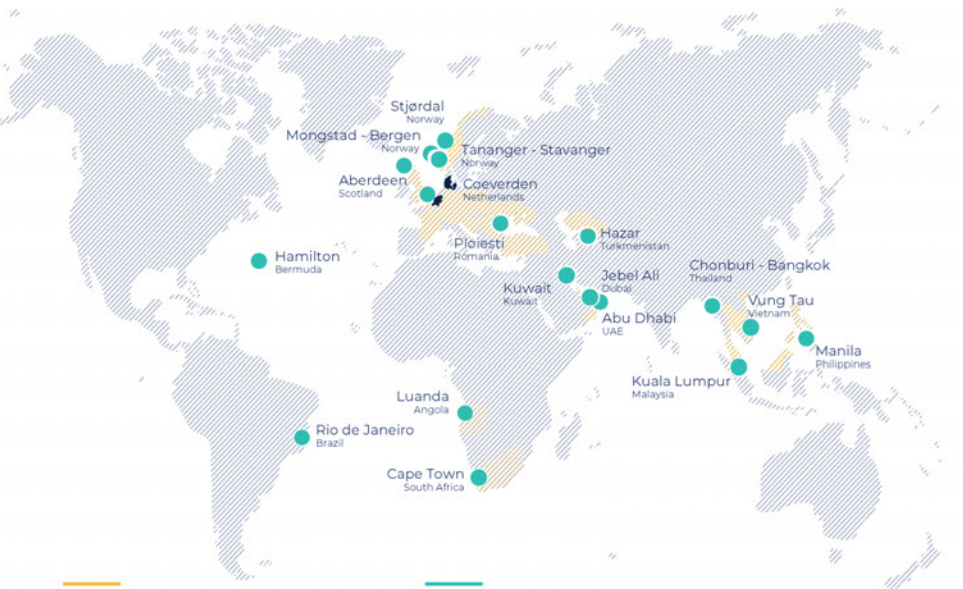 Stjørdal
Norway
Mongstad - Bergen
Norway
Tananger - Stavanger
Norway
Aberdeen
Scotland
Coeverden
Netherlands
Ploiesti
Romania
Hazar
Turkmenistan
Hamilton
Bermuda
Kuwait
Kuwait
Jebel Ali
Dubai
Abu Dhabi
UAE
Chonburi - Bangkok
Thailand
Vung Tau
Vietnam
Manila
Philippines
Kuala Lumpur
Malaysia
Luanda
Angola
Rio de Janeiro
Brazil
Cape Town
South Africa